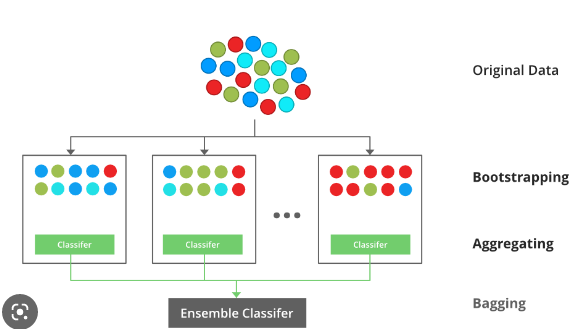 Original Data
Bootstrapping
Classifer
Classifer
Classifer
Aggregating
Ensemble Classifer
Bagging